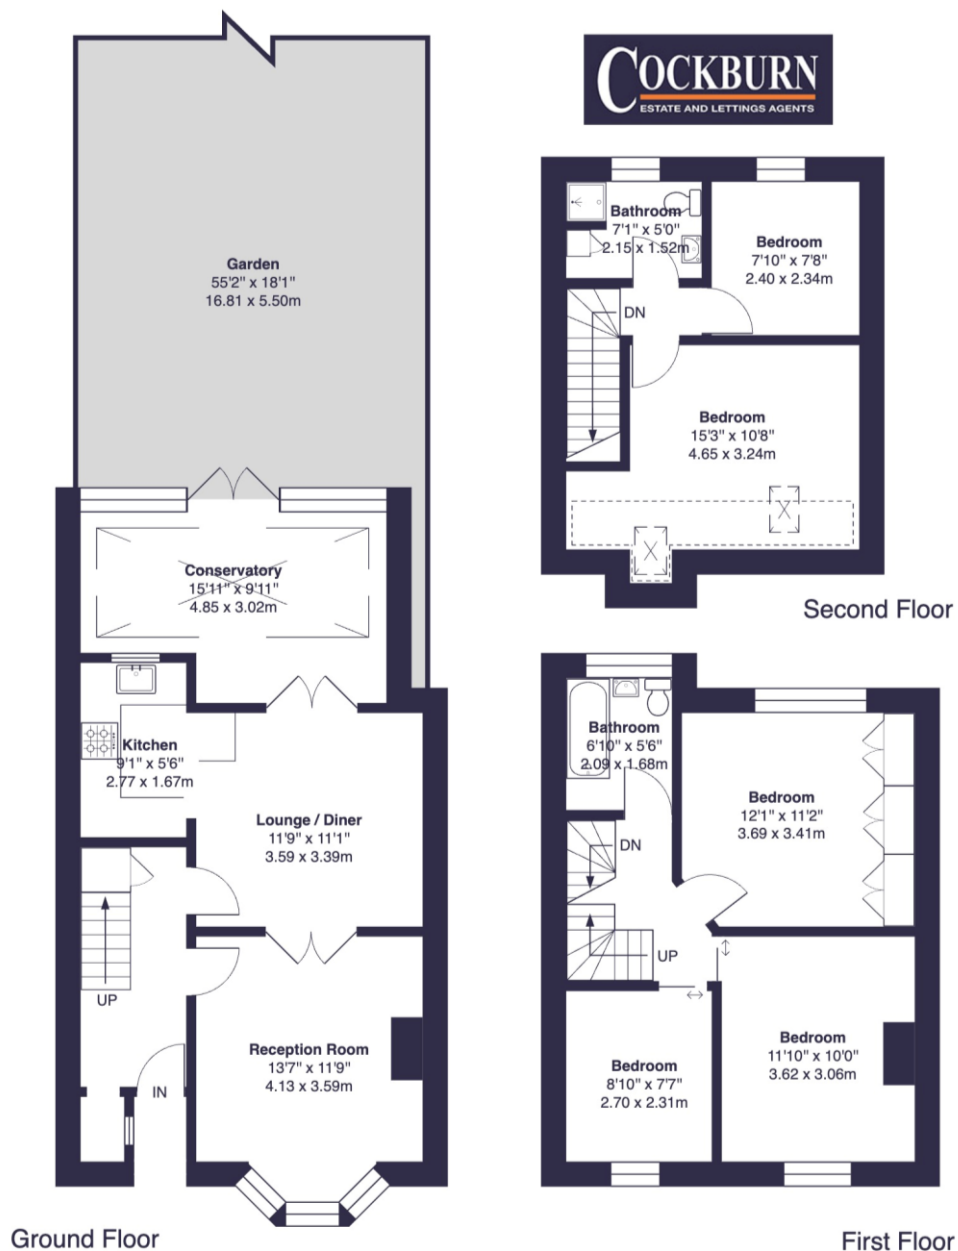 COCKBURN
ESTATE AND LETTINGS AGENTS
Garden
55'2" x 18'1"
16.81 x 5.50m
Conservatory
15'11" x 9'11"
4.85 x 3.02m
Kitchen
9'1" x 5'6"
2.77 x 1.67m
Lounge / Diner
11'9" x 11'1"
3.59 x 3.39m
UP
Reception Room
13'7" x 11'9"
4.13 x 3.59m
IN
Ground Floor
Bathroom
7'1" x 5'0"
2.15 x 1.52m
Bedroom
7'10" x 7'8"
2.40 x 2.34m
DN
Bedroom
15'3" x 10'8"
4.65 x 3.24m
Second Floor
Bathroom
6'10" x 5'6"
2.09 x 1.68m
Bedroom
12'1" x 11'2"
3.69 x 3.41m
DN
UP
Bedroom
11'10" x 10'0"
3.62 x 3.06m
Bedroom
8'10" x 7'7"
2.70 x 2.31m
First Floor